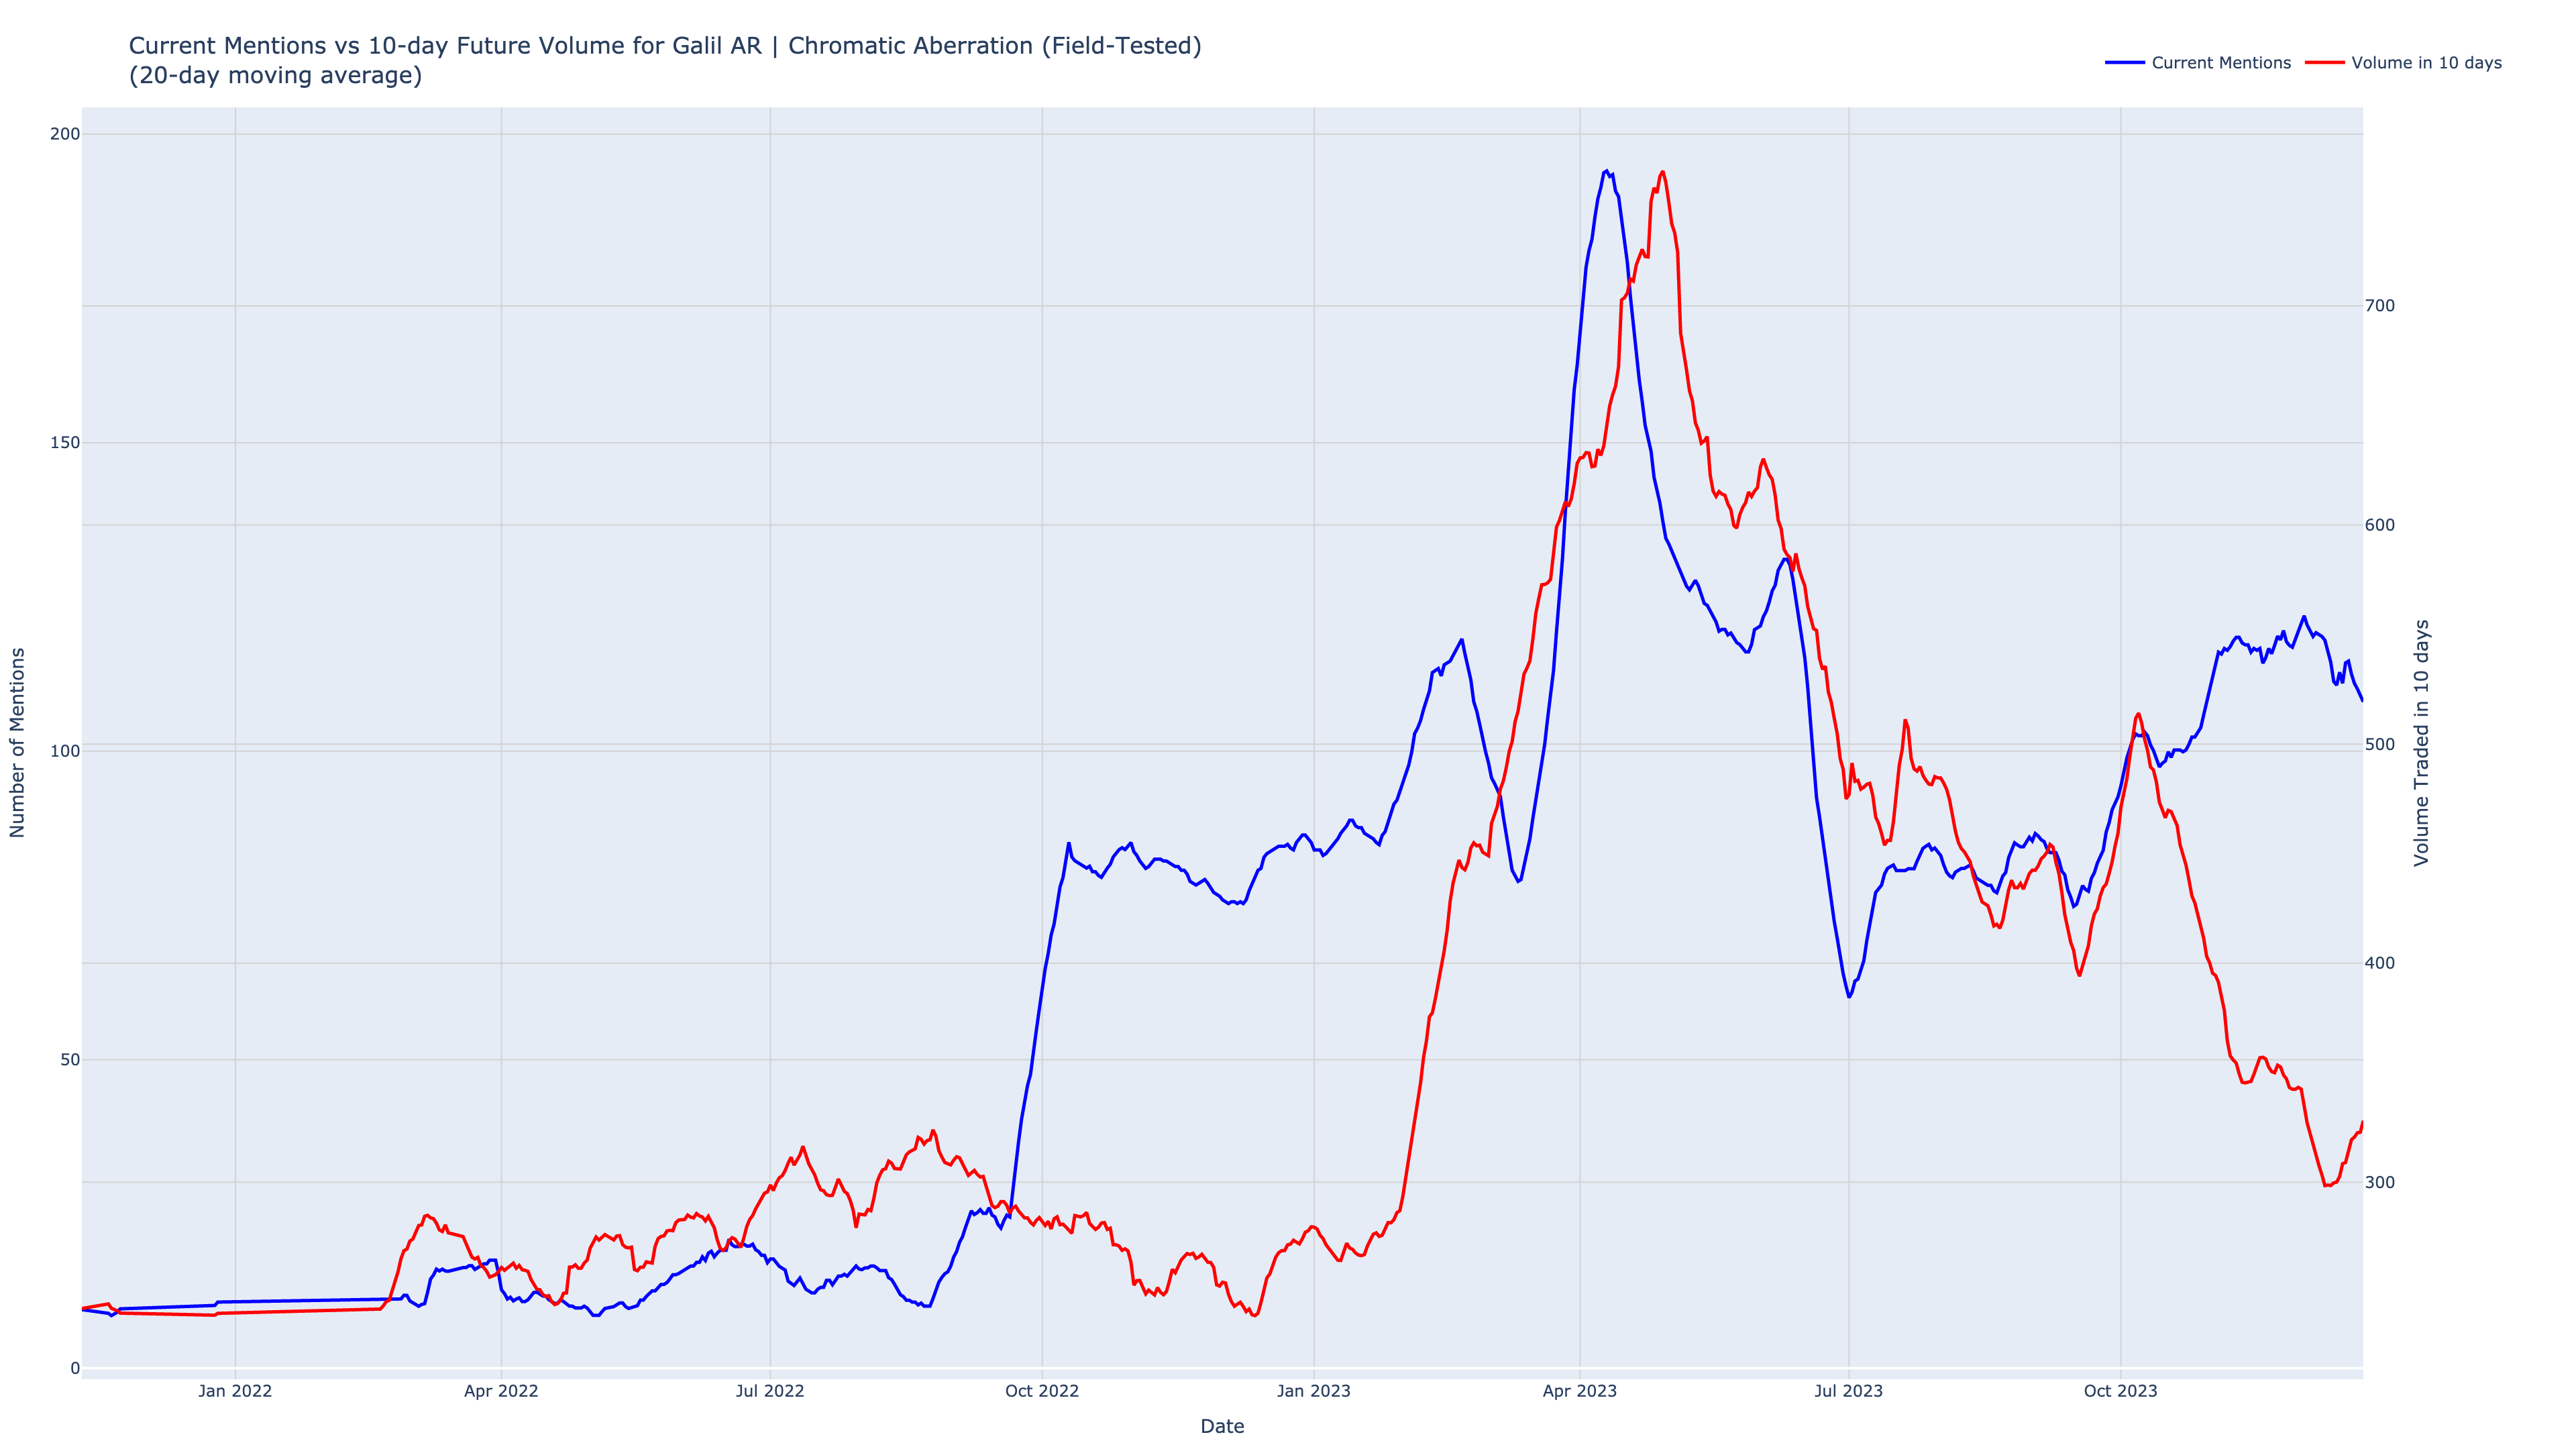 Current Mentions vs 10-day Future Volume for Galil AR | Chromatic Aberration (Field-Tested)
(20-day moving average)
Current Mentions
Volume in 10 days
200
150
100
50
0
Number of Mentions
700
600
500
400
300
Volume Traded in 10 days
Jan 2022
Apr 2022
Jul 2022
Oct 2022
Jan 2023
Apr 2023
Jul 2023
Oct 2023
Date